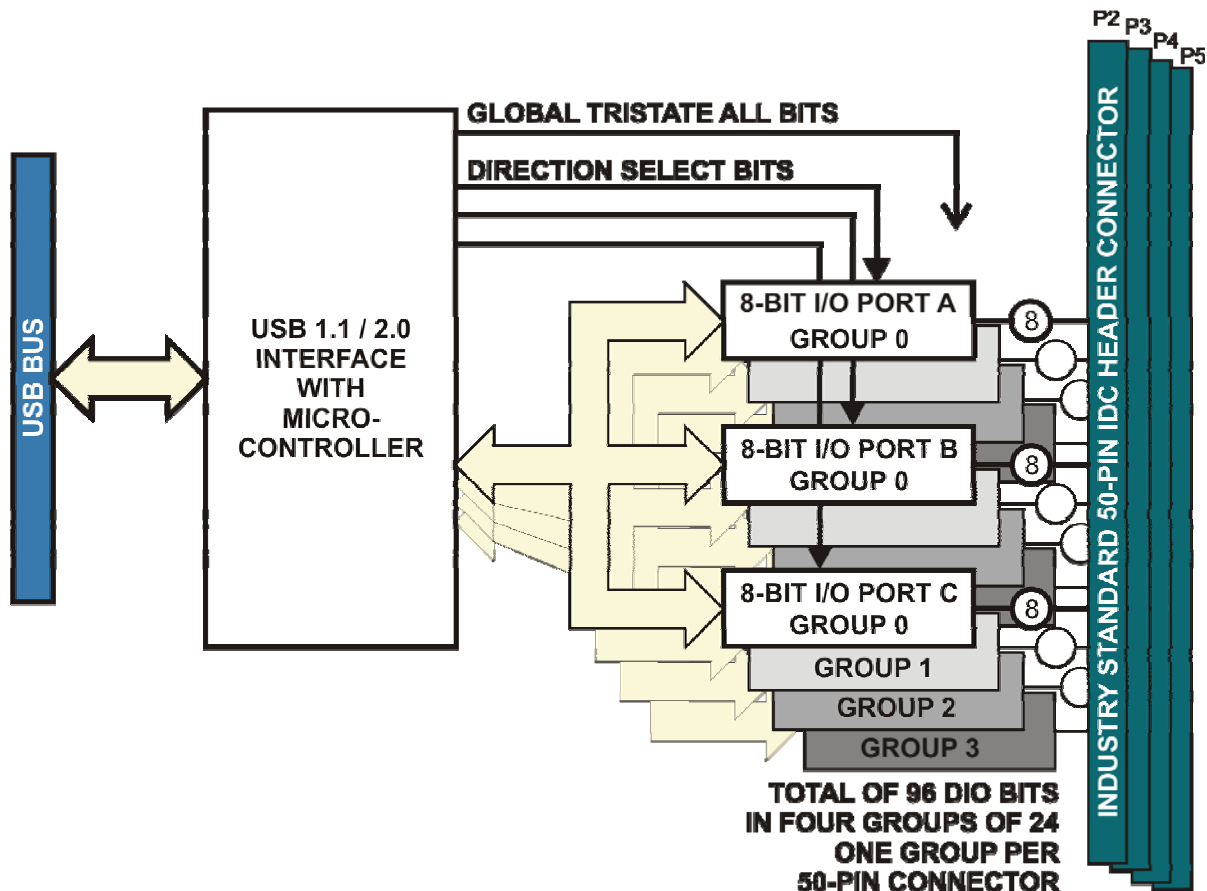 P2
P3
P4
P5
GLOBAL TRISTATE ALL BITS
DIRECTION SELECT BITS
USB BUS
USB 1.1 / 2.0
INTERFACE
WITH
MICRO-
CONTROLLER
8-BIT I/O PORT A
GROUP 0
8
8-BIT I/O PORT B
GROUP 0
8
8-BIT I/O PORT C
GROUP 0
8
GROUP 1
GROUP 2
GROUP 3
INDUSTRY STANDARD 50-PIN IDC HEADER CONNECTOR
TOTAL OF 96 DIO BITS
IN FOUR GROUPS OF 24
ONE GROUP PER
50-PIN CONNECTOR